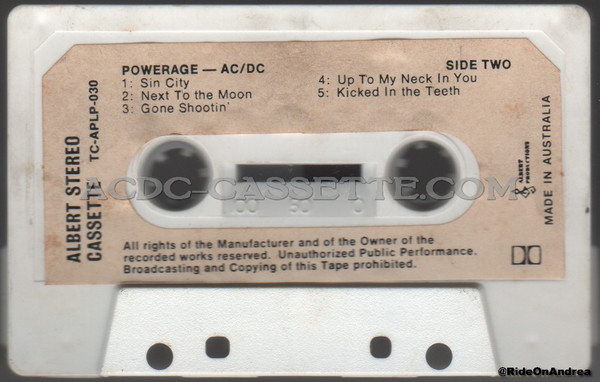 POWERAGE — AC/DC
SIDE TWO
1: Sin City
2: Next To the Moon
3: Gone Shootin'
4: Up To My Neck In You
5: Kicked In the Teeth
ALBERT STEREO
CASSETTE TC-APLP-030
ACDC-CASSETTE.COM
ALBERT
PRODUCTIONS
MADE IN AUSTRALIA
All rights of the Manufacturer and of the Owner of the
recorded works reserved. Unauthorized Public Performance.
Broadcasting and Copying of this Tape prohibited.
@RideOnAndrea